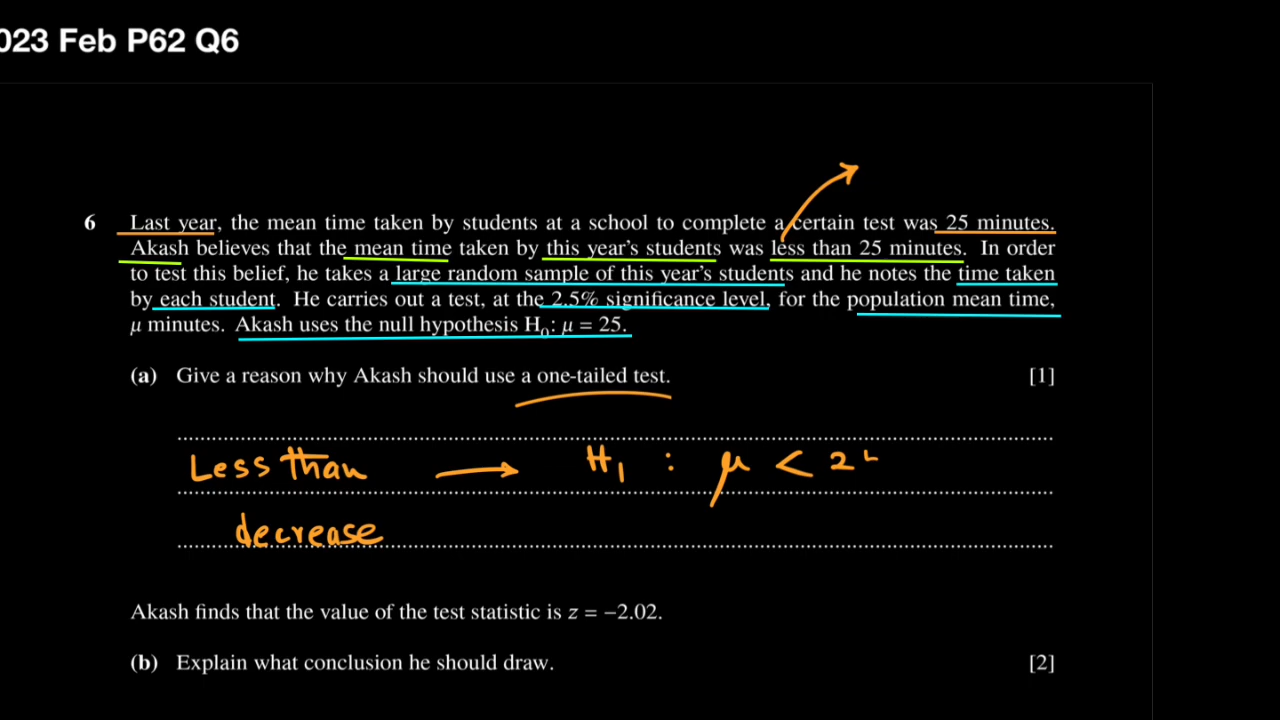 023 Feb P62 Q6
6 Last year, the mean time taken by students at a school to complete a certain test was 25 minutes.
Akash believes that the mean time taken by this year's students was less than 25 minutes. In order
to test this belief, he takes a large random sample of this year's students and he notes the time taken
by each student. He carries out a test, at the 2.5% significance level, for the population mean time,
μ minutes. Akash uses the null hypothesis H₀: μ = 25.
(a) Give a reason why Akash should use a one-tailed test. [1]
Less than → H₁ : μ < 2
decrease
Akash finds that the value of the test statistic is z = −2.02.
(b) Explain what conclusion he should draw. [2]